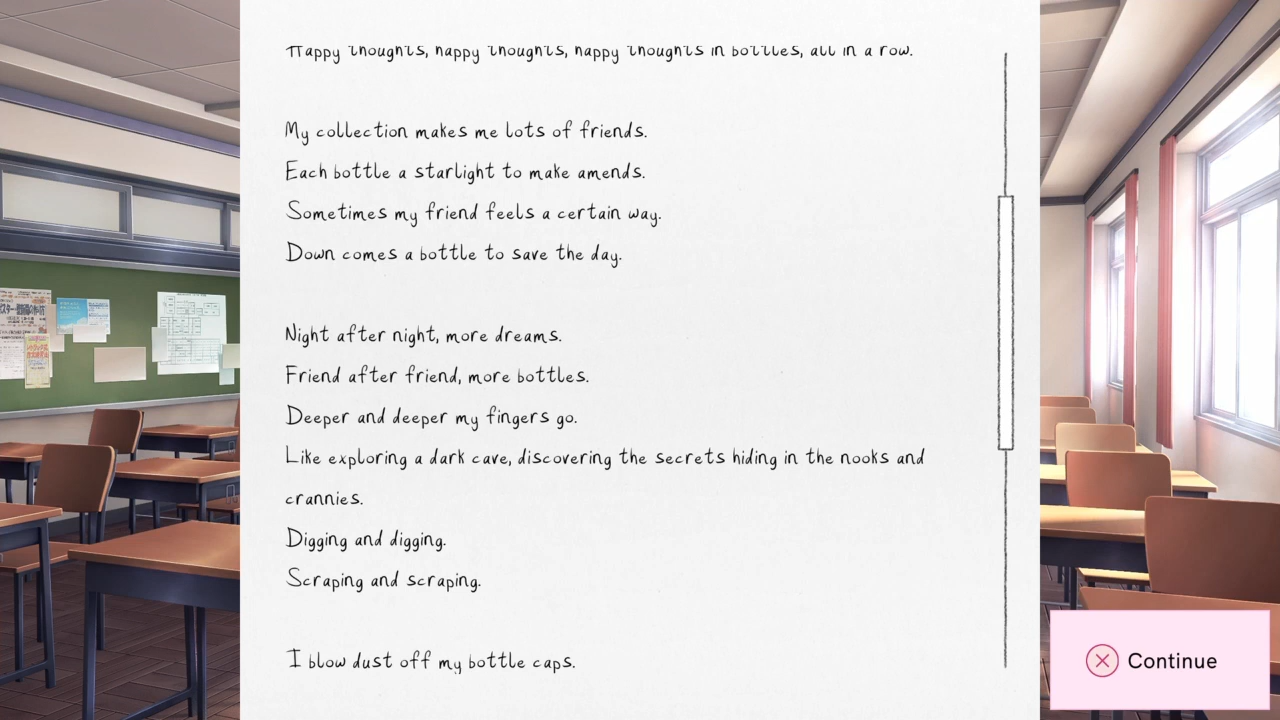 Happy thoughts, happy thoughts, happy thoughts in bottles, all in a row.
My collection makes me lots of friends.
Each bottle a starlight to make amends.
Sometimes my friend feels a certain way.
Down comes a bottle to save the day.
Night after night, more dreams.
Friend after friend, more bottles.
Deeper and deeper my fingers go.
Like exploring a dark cave, discovering the secrets hiding in the nooks and
crannies.
Digging and digging.
Scraping and scraping.
I blow dust off my bottle caps.
Continue